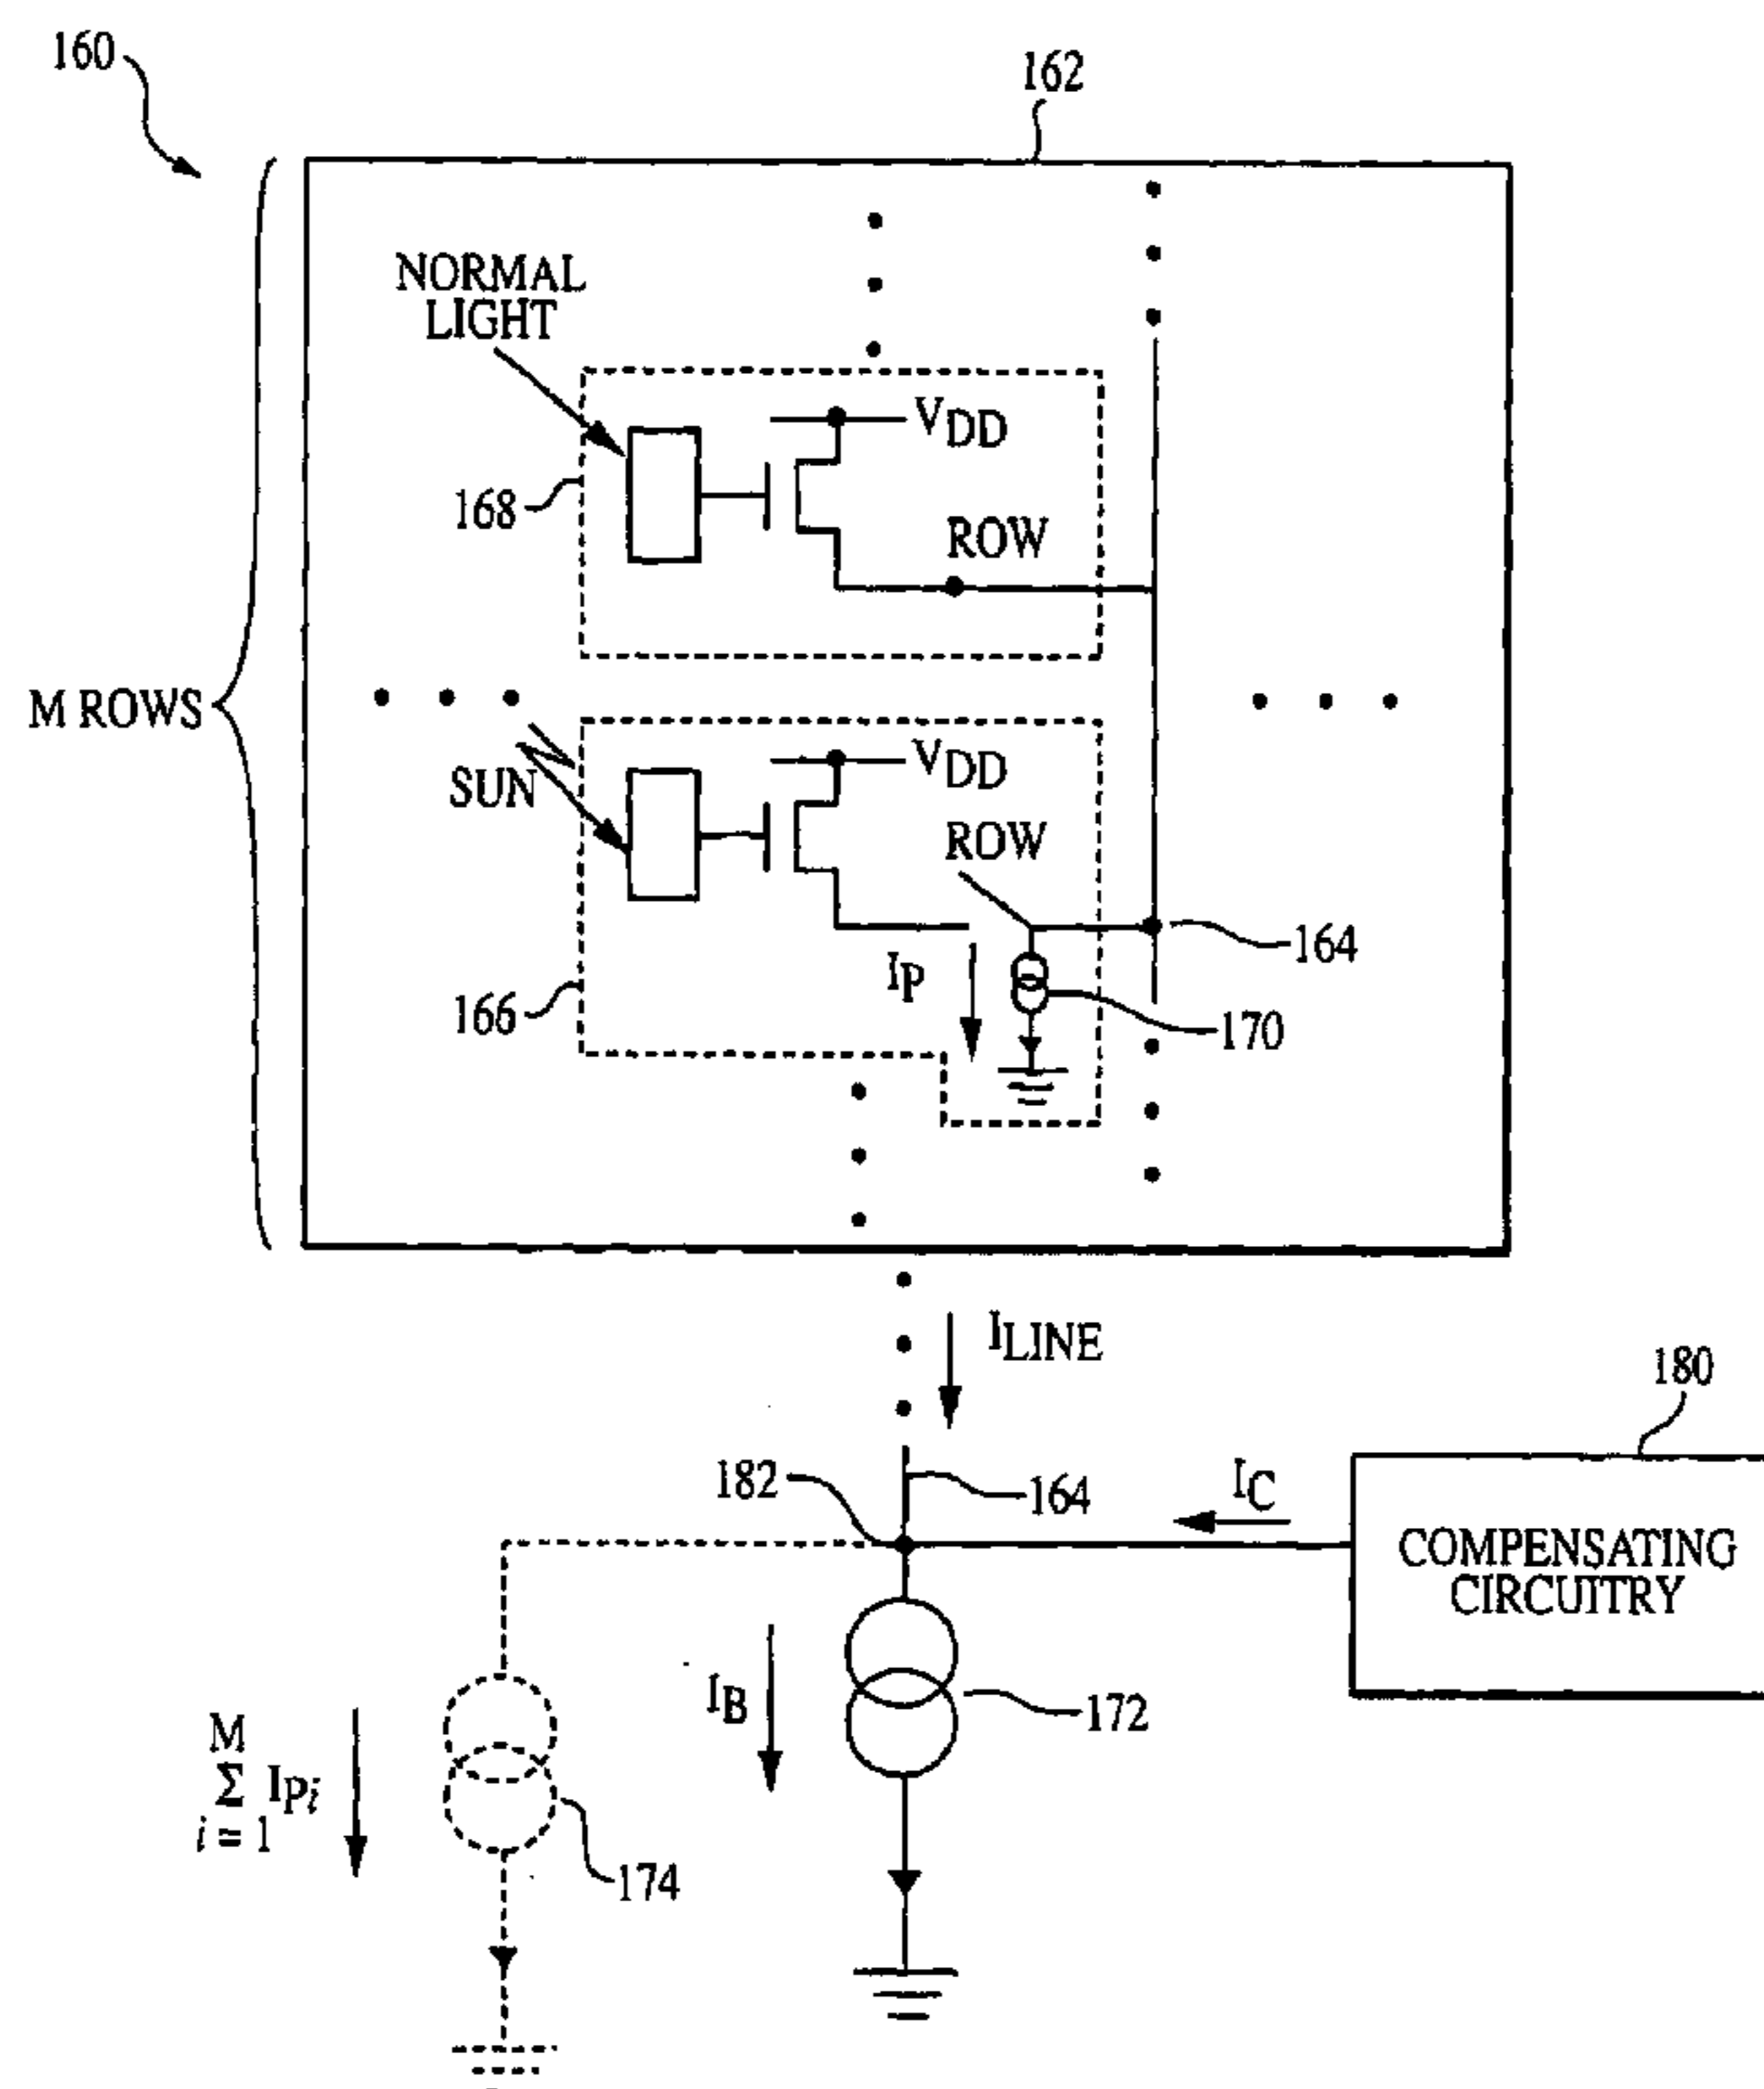 160
162
NORMAL
LIGHT
VDD
168
ROW
M ROWS
SUN
VDD
ROW
164
IP
166
170
ILINE
180
182
164
IC
COMPENSATING
CIRCUITRY
IB
172
M
Σ IPi
i = 1
174